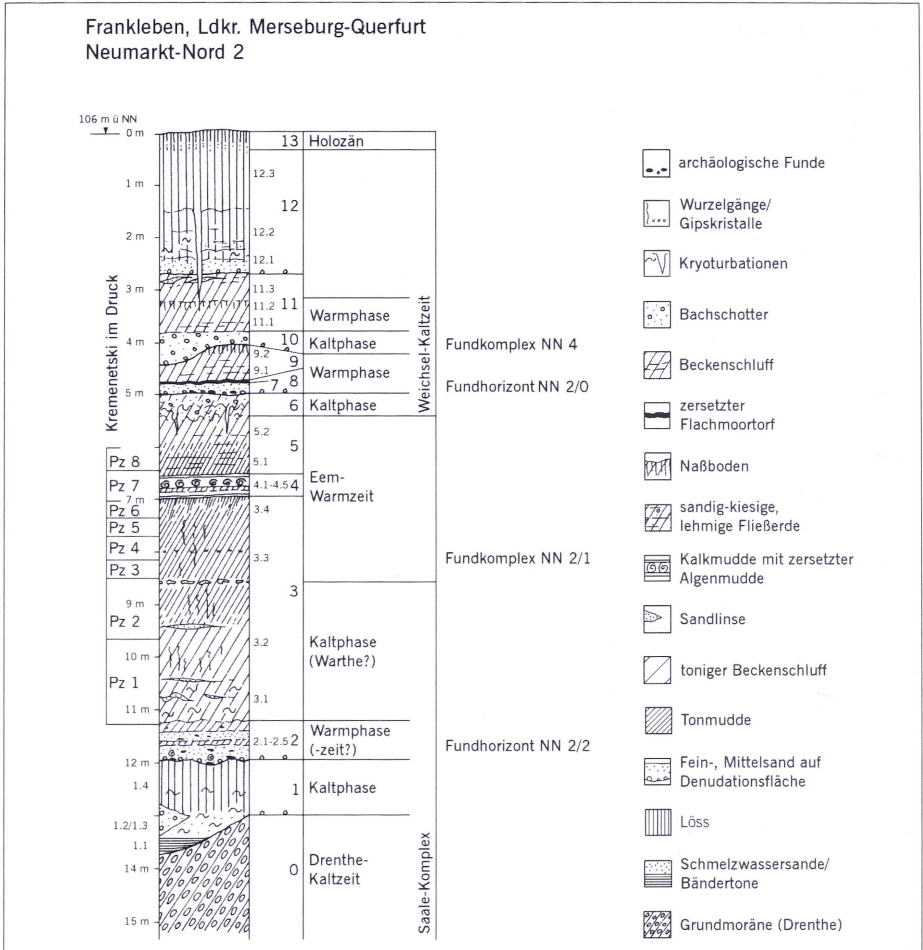 Frankleben, Ldkr. Merseburg-Querfurt
Neumarkt-Nord 2
106 m ü NN
0 m
1 m
2 m
3 m
4 m
5 m
7 m
9 m
10 m
11 m
12 m
14 m
15 m
Kremenetski im Druck
Pz 8
Pz 7
Pz 6
Pz 5
Pz 4
Pz 3
Pz 2
Pz 1
1.4
1.2/1.3
1.1
13 Holozän
12.3
12
12.2
12.1
11.3
11.2 11
11.1
Warmphase
10 Kaltphase
9.2
9
9.1
Warmphase
7 8
6 Kaltphase
5.2
5
5.1
4.1-4.5 4
Eem-
Warmzeit
3.4
3.3
3
3.2
Kaltphase
(Warthe?)
3.1
2.1-2.5 2
Warmphase
(-zeit?)
1 Kaltphase
0
Drenthe-
Kaltzeit
Weichsel-Kaltzeit
Saale-Komplex
Fundkomplex NN 4
Fundhorizont NN 2/0
Fundkomplex NN 2/1
Fundhorizont NN 2/2
archäologische Funde
Wurzelgänge/
Gipskristalle
Kryoturbationen
Bachschotter
Beckenschluff
zersetzter
Flachmoortorf
Naßboden
sandig-kiesige,
lehmige Fließerde
Kalkmudde mit zersetzter
Algenmudde
Sandlinse
toniger Beckenschluff
Tonmudde
Fein-, Mittelsand auf
Denudationsfläche
Löss
Schmelzwassersande/
Bändertone
Grundmoräne (Drenthe)